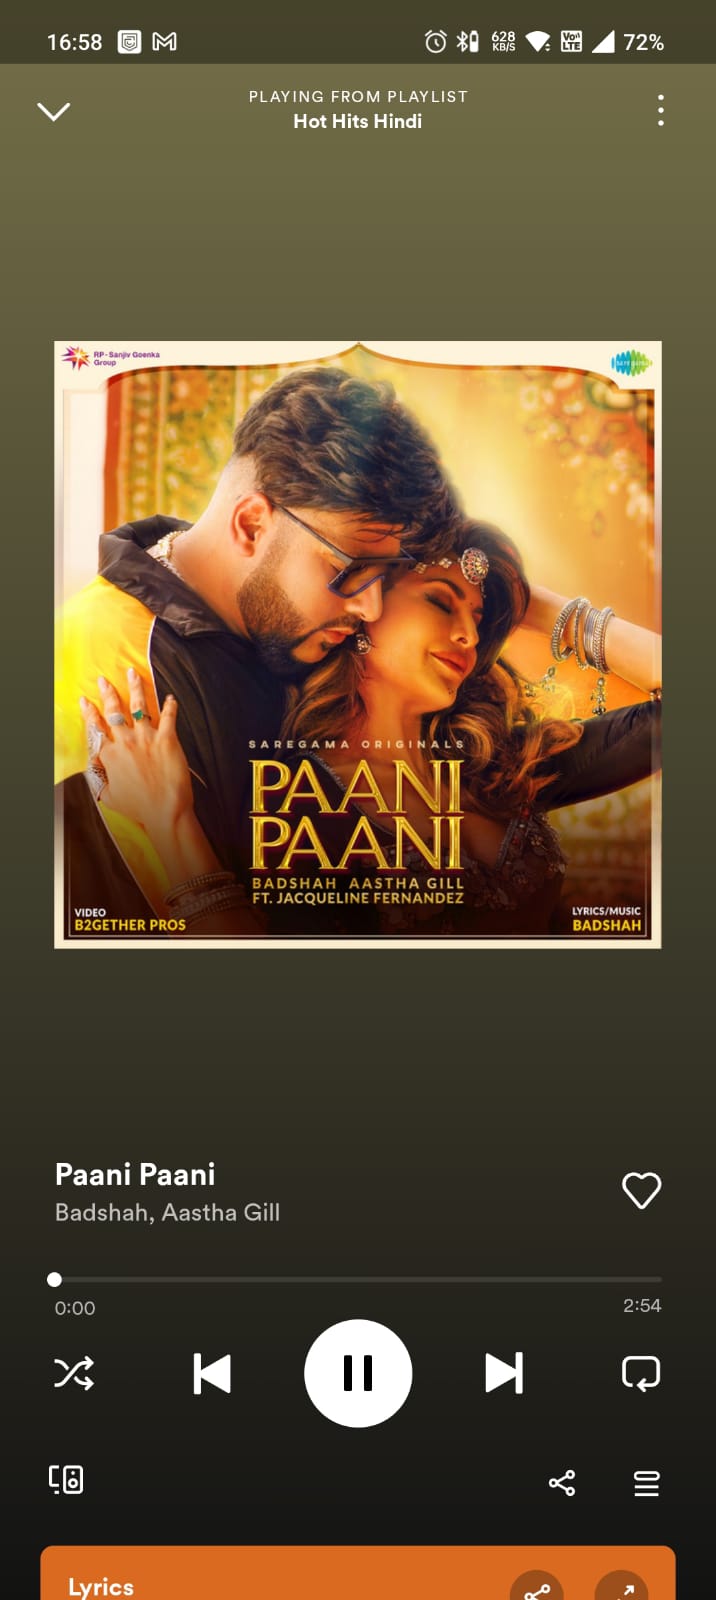 16:58
628
KB/S
Vo))
LTE
72%
PLAYING FROM PLAYLIST
Hot Hits Hindi
RP-Sanjiv Goenka
Group
SAREGAMA ORIGINALS
PAANI
PAANI
BADSHAH AASTHA GILL
FT. JACQUELINE FERNANDEZ
VIDEO
B2GETHER PROS
LYRICS/MUSIC
BADSHAH
Paani Paani
Badshah, Aastha Gill
0:00
2:54
Lyrics